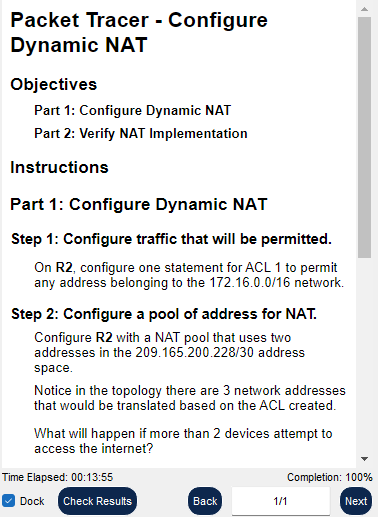 Packet Tracer - Configure
Dynamic NAT
Objectives
Part 1: Configure Dynamic NAT
Part 2: Verify NAT Implementation
Instructions
Part 1: Configure Dynamic NAT
Step 1: Configure traffic that will be permitted.
On R2, configure one statement for ACL 1 to permit
any address belonging to the 172.16.0.0/16 network.
Step 2: Configure a pool of address for NAT.
Configure R2 with a NAT pool that uses two
addresses in the 209.165.200.228/30 address
space.
Notice in the topology there are 3 network addresses
that would be translated based on the ACL created.
What will happen if more than 2 devices attempt to
access the internet?
Time Elapsed: 00:13:55 Completion: 100%
Dock Check Results Back 1/1 Next